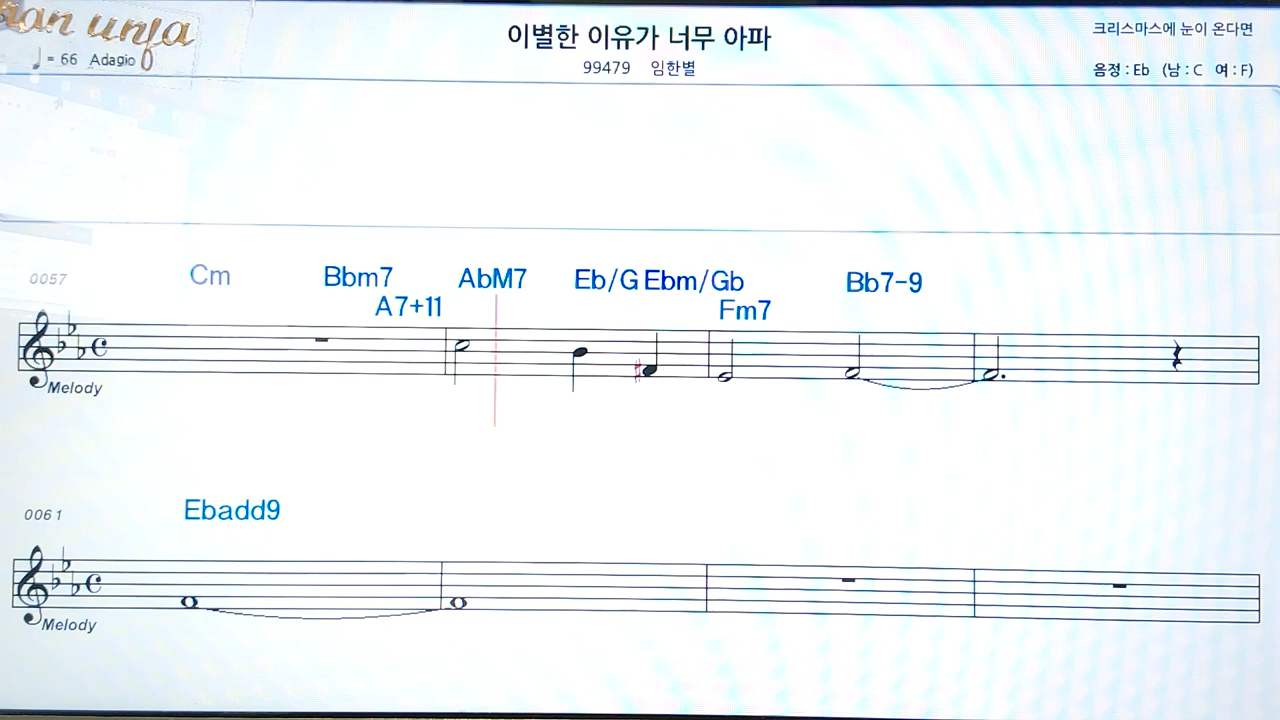 이별한 이유가 너무 아파
크리스마스에 눈이 온다면
♩= 66 Adagio
99479 임한별
음정 : Eb (남 : C 여 : F)
0057
Cm Bbm7 AbM7 Eb/G Ebm/Gb Bb7-9
A7+11 Fm7
Melody
0061
Ebadd9
Melody